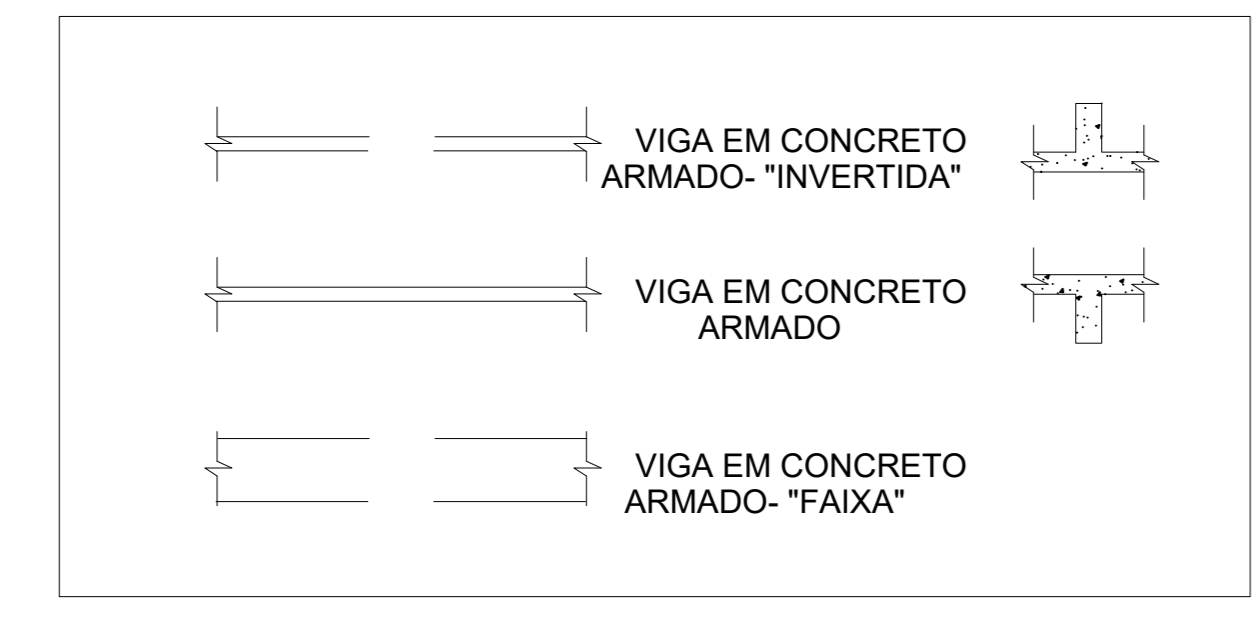 VIGA EM CONCRETO
ARMADO- "INVERTIDA"
VIGA EM CONCRETO
ARMADO
VIGA EM CONCRETO
ARMADO- "FAIXA"